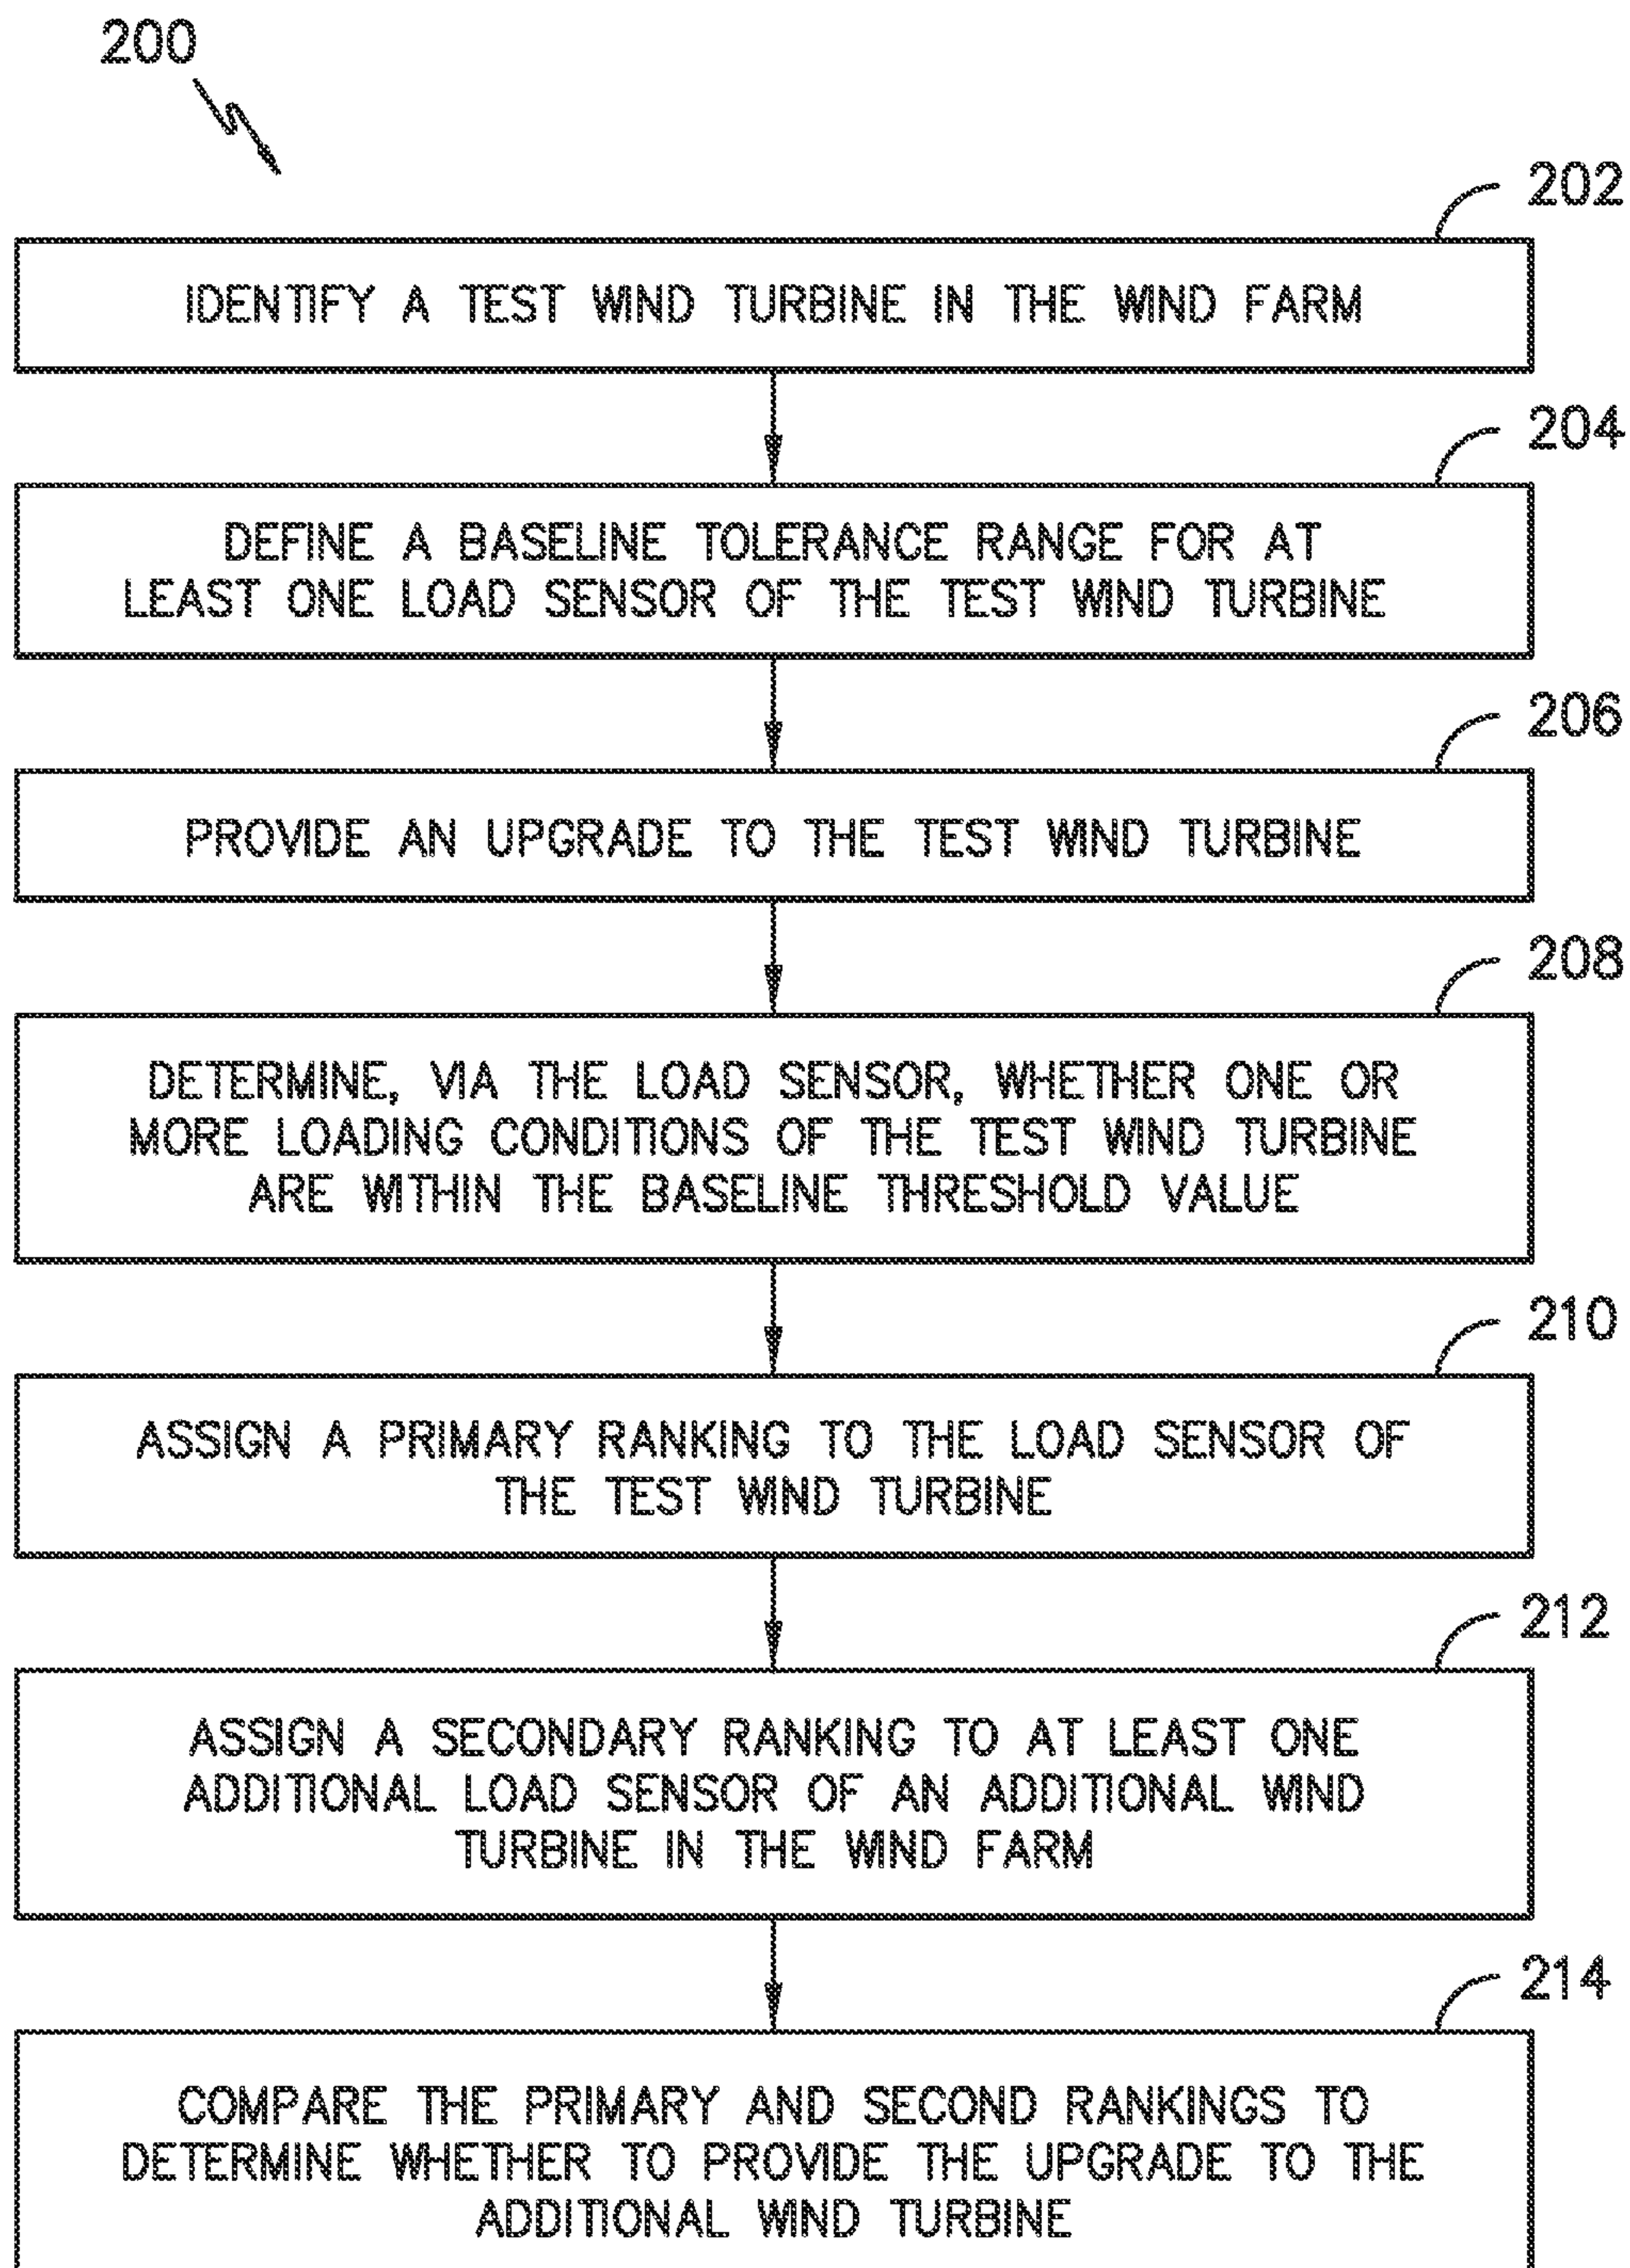 200
202
IDENTIFY A TEST WIND TURBINE IN THE WIND FARM
204
DEFINE A BASELINE TOLERANCE RANGE FOR AT
LEAST ONE LOAD SENSOR OF THE TEST WIND TURBINE
206
PROVIDE AN UPGRADE TO THE TEST WIND TURBINE
208
DETERMINE, VIA THE LOAD SENSOR, WHETHER ONE OR
MORE LOADING CONDITIONS OF THE TEST WIND TURBINE
ARE WITHIN THE BASELINE THRESHOLD VALUE
210
ASSIGN A PRIMARY RANKING TO THE LOAD SENSOR OF
THE TEST WIND TURBINE
212
ASSIGN A SECONDARY RANKING TO AT LEAST ONE
ADDITIONAL LOAD SENSOR OF AN ADDITIONAL WIND
TURBINE IN THE WIND FARM
214
COMPARE THE PRIMARY AND SECOND RANKINGS TO
DETERMINE WHETHER TO PROVIDE THE UPGRADE TO THE
ADDITIONAL WIND TURBINE